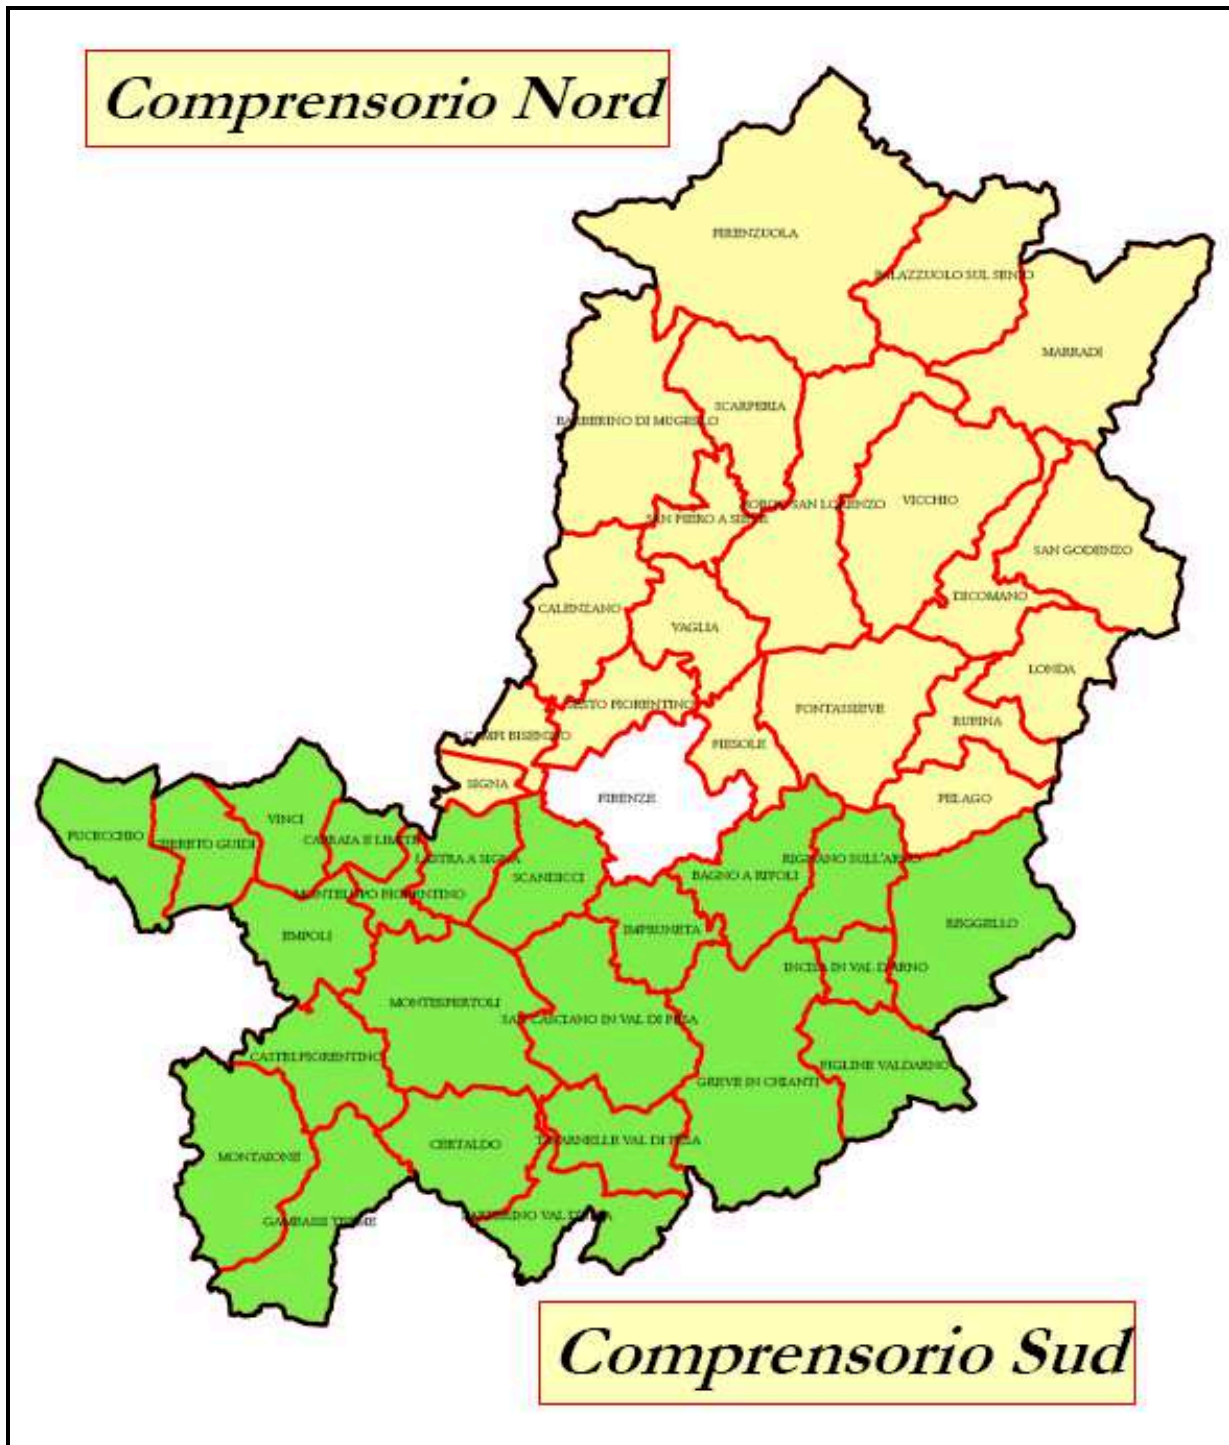 Comprensorio Nord
FIRENZUOLA
PALAZZUOLO SUL SENIO
MARRADI
SCARPERIA
BARBERINO DI MUGELLO
VICCHIO
BORGO SAN LORENZO
SAN PIERO A SIEVE
SAN GODENZO
DICOMANO
CALENZANO
VAGLIA
LONDA
SESTO FIORENTINO
PONTASSIEVE
RUFINA
CAMPI BISENZIO
FIESOLE
SIGNA
FIRENZE
PELAGO
VINCI
FUCECCHIO
CERRETO GUIDI
CAPRAIA E LIMITE
LASTRA A SIGNA
RIGNANO SULL'ARNO
SCANDICCI
BAGNO A RIPOLI
MONTELUPO FIORENTINO
EMPOLI
IMPRUNETA
REGGELLO
INCISA IN VAL D'ARNO
MONTESPERTOLI
SAN CASCIANO IN VAL DI PESA
CASTELFIORENTINO
FIGLINE VALDARNO
GREVE IN CHIANTI
CERTALDO
TAVARNELLE VAL DI PESA
MONTAIONE
BARBERINO VAL D'ELSA
GAMBASSI TERME
Comprensorio Sud